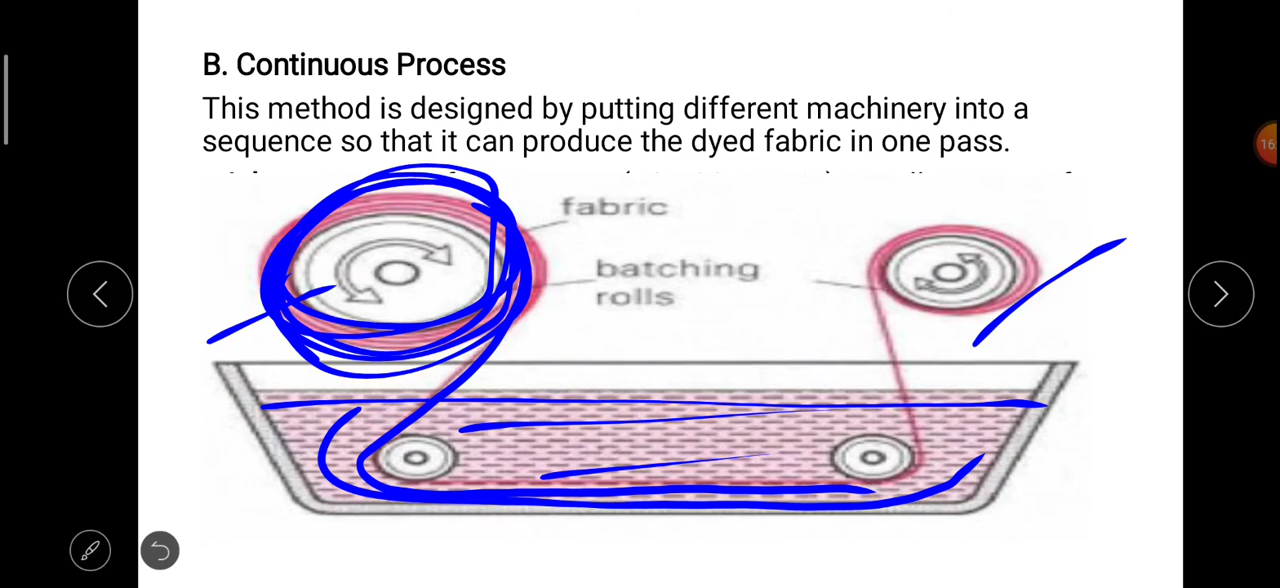 B. Continuous Process
This method is designed by putting different machinery into a
sequence so that it can produce the dyed fabric in one pass.
fabric
batching
rolls
16